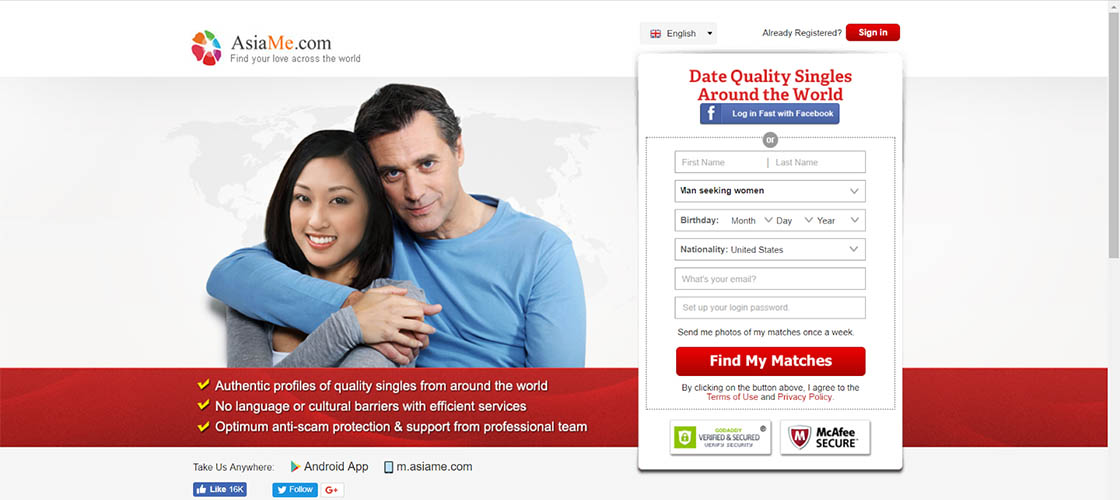 AsiaMe.com
Find your love across the world
English
Already Registered?
Sign in
Date Quality Singles
Around the World
f Log in Fast with Facebook
or
First Name | Last Name
Man seeking women
Birthday: Month Day Year
Nationality: United States
What's your email?
Set up your login password.
Send me photos of my matches once a week.
Find My Matches
By clicking on the button above, I agree to the
Terms of Use and Privacy Policy.
Authentic profiles of quality singles from around the world
No language or cultural barriers with efficient services
Optimum anti-scam protection & support from professional team
GODADDY
VERIFIED & SECURED
VERIFY SECURITY
McAfee
SECURE
Take Us Anywhere: Android App m.asiame.com
Like 16K
Follow
G+